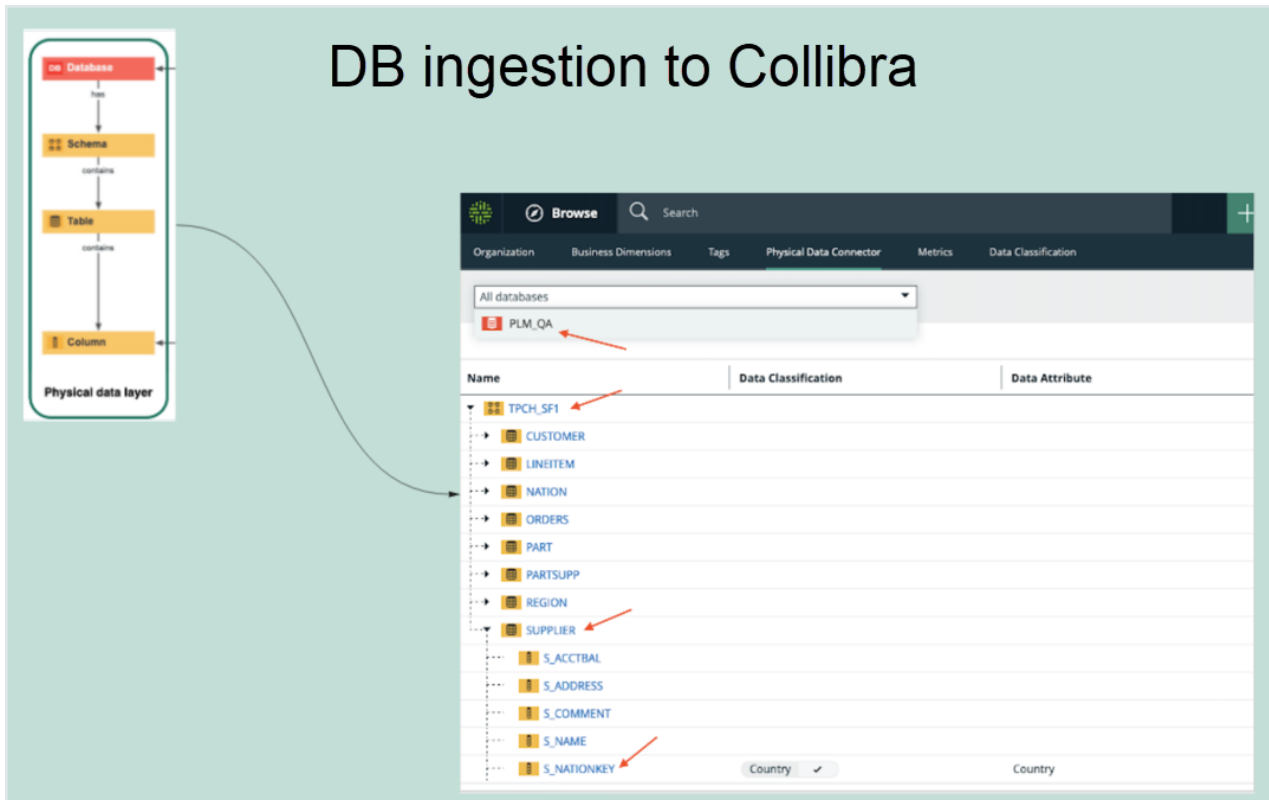 DB ingestion to Collibra
DB Database
has
Schema
contains
Table
contains
Column
Physical data layer
Browse Search +
Organization Business Dimensions Tags Physical Data Connector Metrics Data Classification
All databases
PLM_QA
Name Data Classification Data Attribute
TPCH_SF1
CUSTOMER
LINEITEM
NATION
ORDERS
PART
PARTSUPP
REGION
SUPPLIER
S_ACCTBAL
S_ADDRESS
S_COMMENT
S_NAME
S_NATIONKEY Country Country